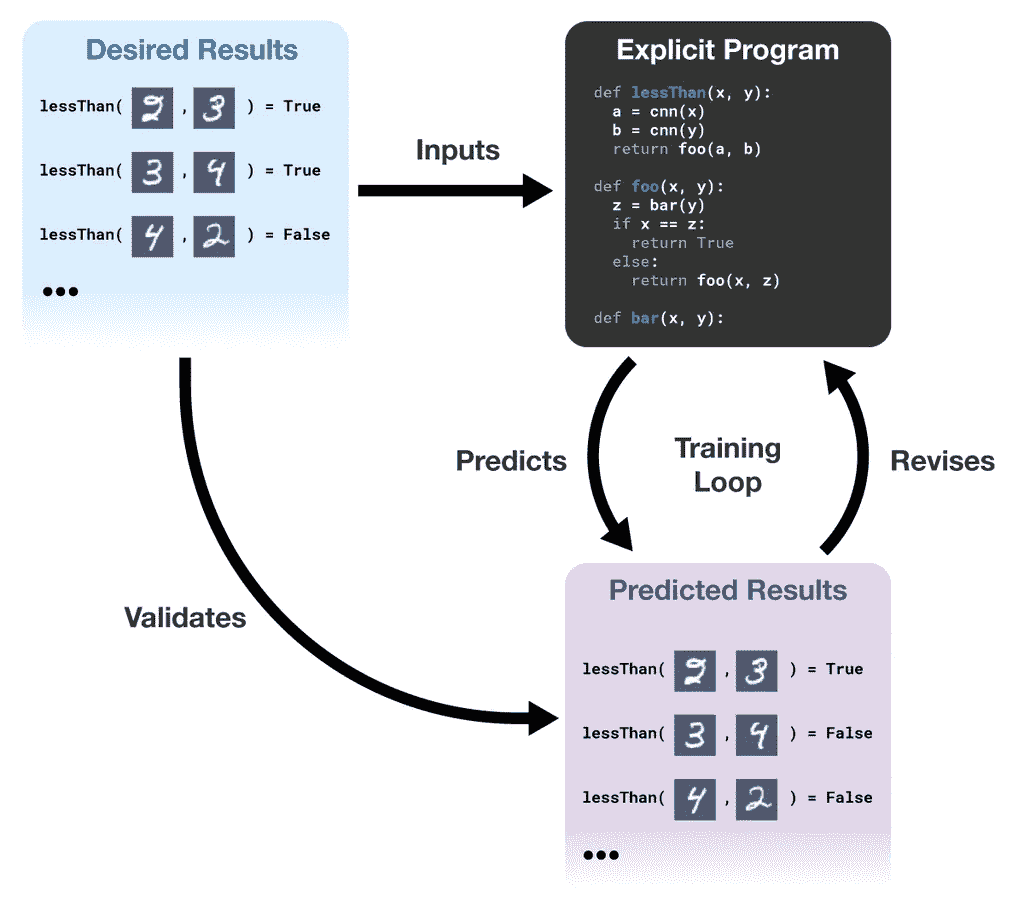 Desired Results
lessThan( 2 , 3 ) = True
lessThan( 3 , 4 ) = True
lessThan( 4 , 2 ) = False
•••
Inputs
Explicit Program
def lessThan(x, y):
a = cnn(x)
b = cnn(y)
return foo(a, b)
def foo(x, y):
z = bar(y)
if x == z:
return True
else:
return foo(x, z)
def bar(x, y):
Predicts
Training
Loop
Revises
Validates
Predicted Results
lessThan( 2 , 3 ) = True
lessThan( 3 , 4 ) = False
lessThan( 4 , 2 ) = False
•••